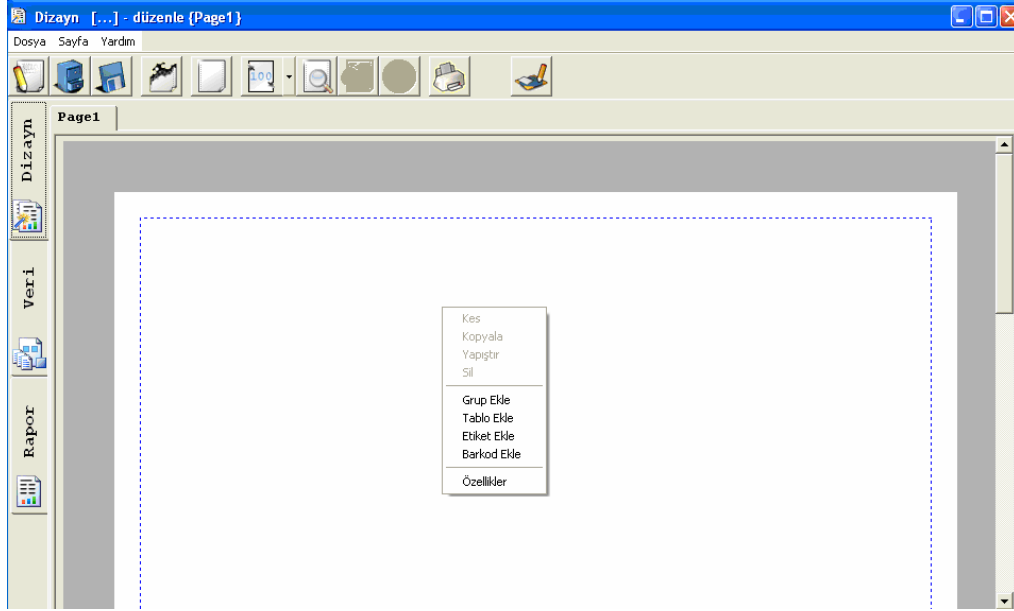 Dizayn [...] - düzenle {Page1}
Dosya Sayfa Yardım
100
Page1
Dizayn
Veri
Rapor
Kes
Kopyala
Yapıştır
Sil
Grup Ekle
Tablo Ekle
Etiket Ekle
Barkod Ekle
Özellikler